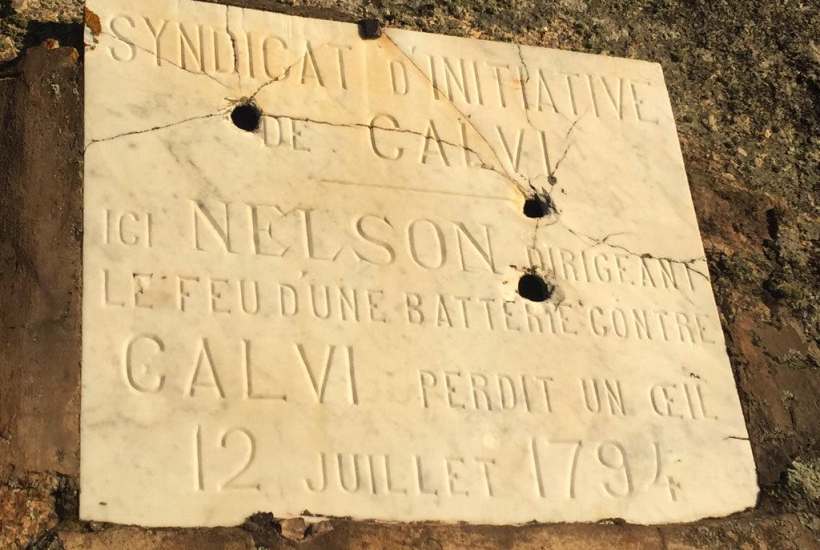 SYNDICAT D'INITIATIVE
DE CALVI
ICI NELSON DIRIGEANT
LE FEU D'UNE BATTERIE CONTRE
CALVI PERDIT UN ŒIL
12 JUILLET 1794